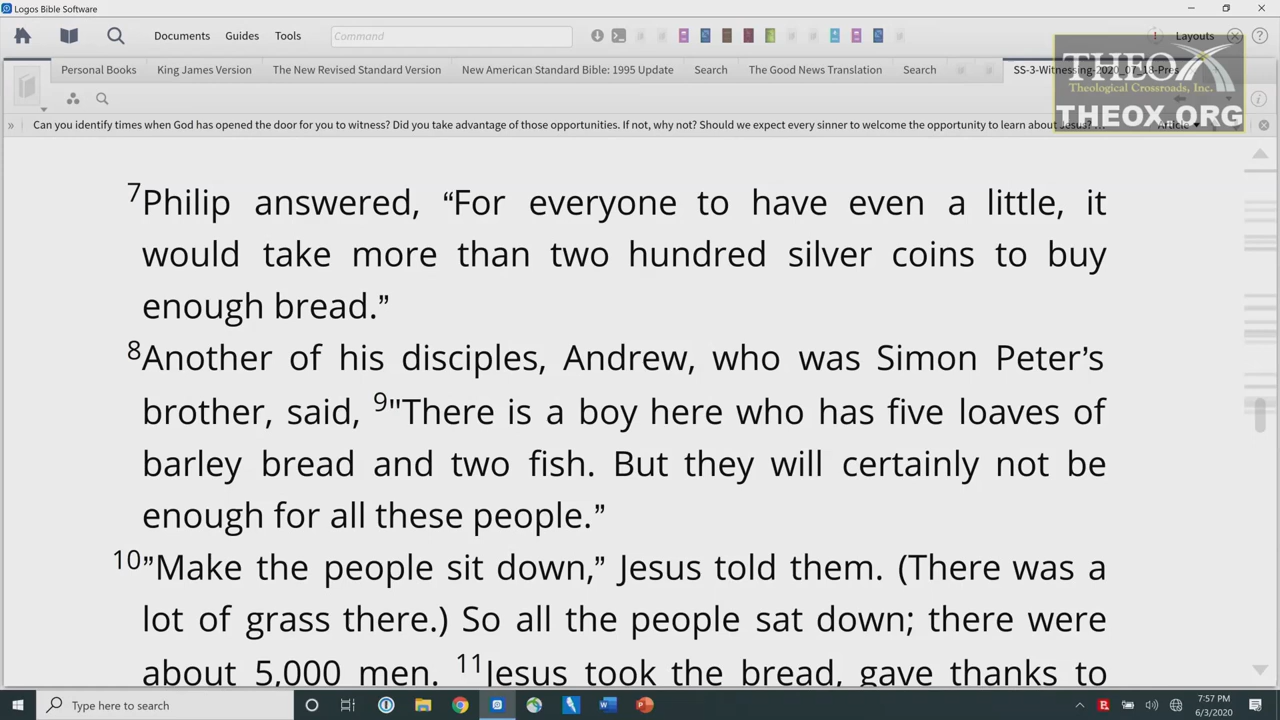 Logos Bible Software
Documents Guides Tools Command Layouts
Personal Books King James Version The New Revised New American Standard Bible: 1995 Update Search The Good News Translation Search SS-3-Witnessing-2020_07_18-Pres
THEOX
Theological Crossroads, Inc.
THEOX.ORG
Can you identify times when God has opened the door for you to witness? Did you take advantage of these opportunities. If not, why not? Should we expect every sinner to welcome the opportunity to learn about Jesus? ... Article
7Philip answered, “For everyone to have even a little, it
would take more than two hundred silver coins to buy
enough bread.”
8Another of his disciples, Andrew, who was Simon Peter’s
brother, said, 9"There is a boy here who has five loaves of
barley bread and two fish. But they will certainly not be
enough for all these people.”
10”Make the people sit down,” Jesus told them. (There was a
lot of grass there.) So all the people sat down; there were
about 5,000 men. 11Jesus took the bread, gave thanks to
Type here to search
7:57 PM
6/3/2020